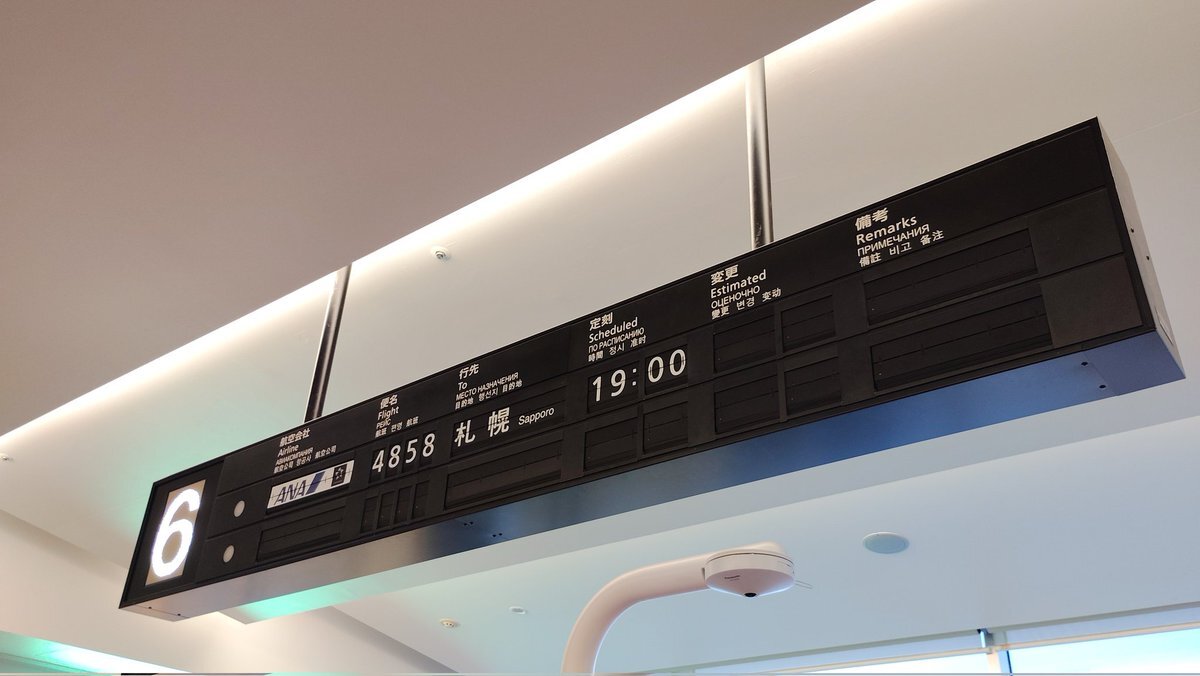 6
航空会社
Airline
АВИАКОМПАНИЯ
航空公司 항공사 航空公司
ANA
便名
Flight
РЕЙС
航班 편명 航班
4858
行先
To
МЕСТО НАЗНАЧЕНИЯ
目的地 행선지 目的地
札幌 Sapporo
定刻
Scheduled
ПО РАСПИСАНИЮ
時間 정시 准时
19:00
変更
Estimated
ОЦЕНОЧНО
變更 변경 变动
備考
Remarks
ПРИМЕЧАНИЯ
備註 비고 备注
Panasonic